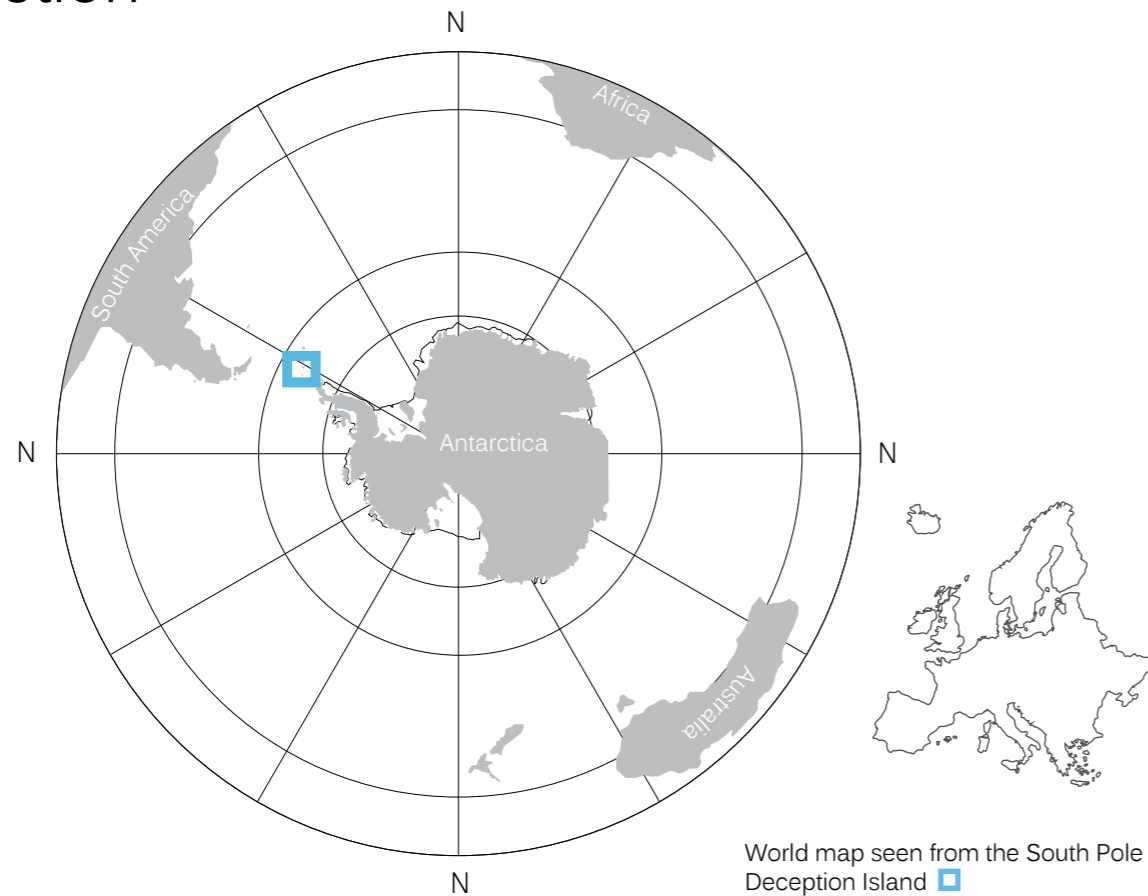 N
Africa
South America
N
Antarctica
N
Australia
N
World map seen from the South Pole
Deception Island